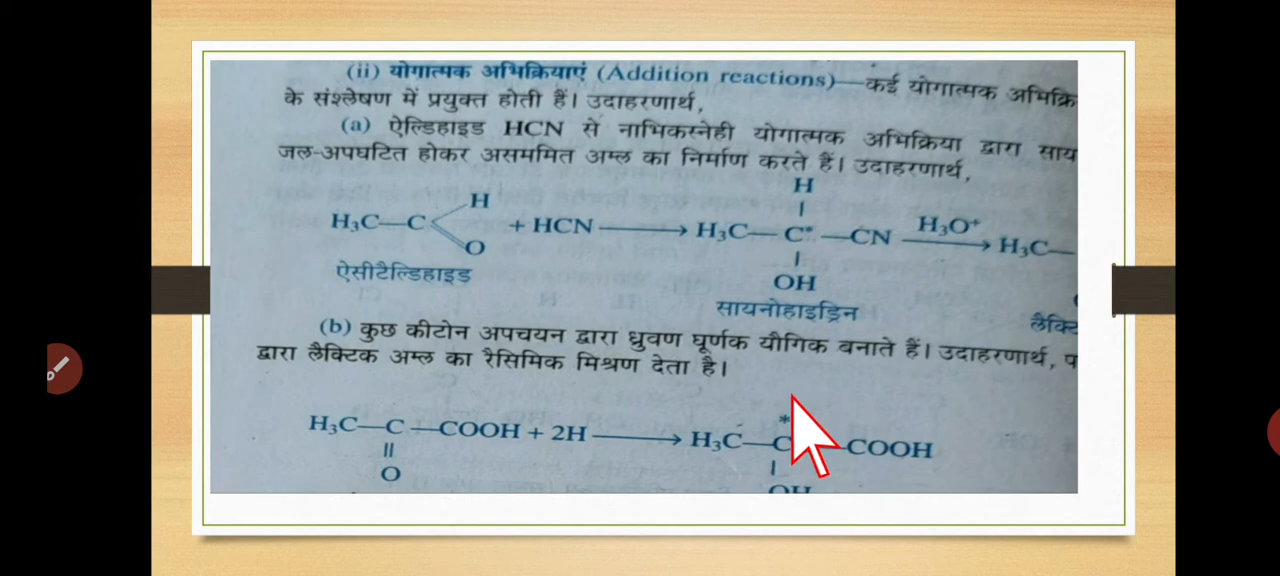 (ii) योगात्मक अभिक्रियाएं (Addition reactions)—कई योगात्मक अभिक्रि
के संश्लेषण में प्रयुक्त होती हैं। उदाहरणार्थ,
(a) ऐल्डिहाइड HCN से नाभिकस्नेही योगात्मक अभिक्रिया द्वारा साय
जल-अपघटित होकर असममित अम्ल का निर्माण करते हैं। उदाहरणार्थ,
H
H
H₃C—C + HCN ⟶ H₃C—C*—CN H₃O⁺ ⟶ H₃C—
O
OH
ऐसीटैल्डिहाइड
सायनोहाइड्रिन
लैक्टि
(b) कुछ कीटोन अपचयन द्वारा ध्रुवण घूर्णक यौगिक बनाते हैं। उदाहरणार्थ, प
द्वारा लैक्टिक अम्ल का रैसिमिक मिश्रण देता है।
*
H₃C—C—COOH + 2H ⟶ H₃C—C—COOH
O
OH